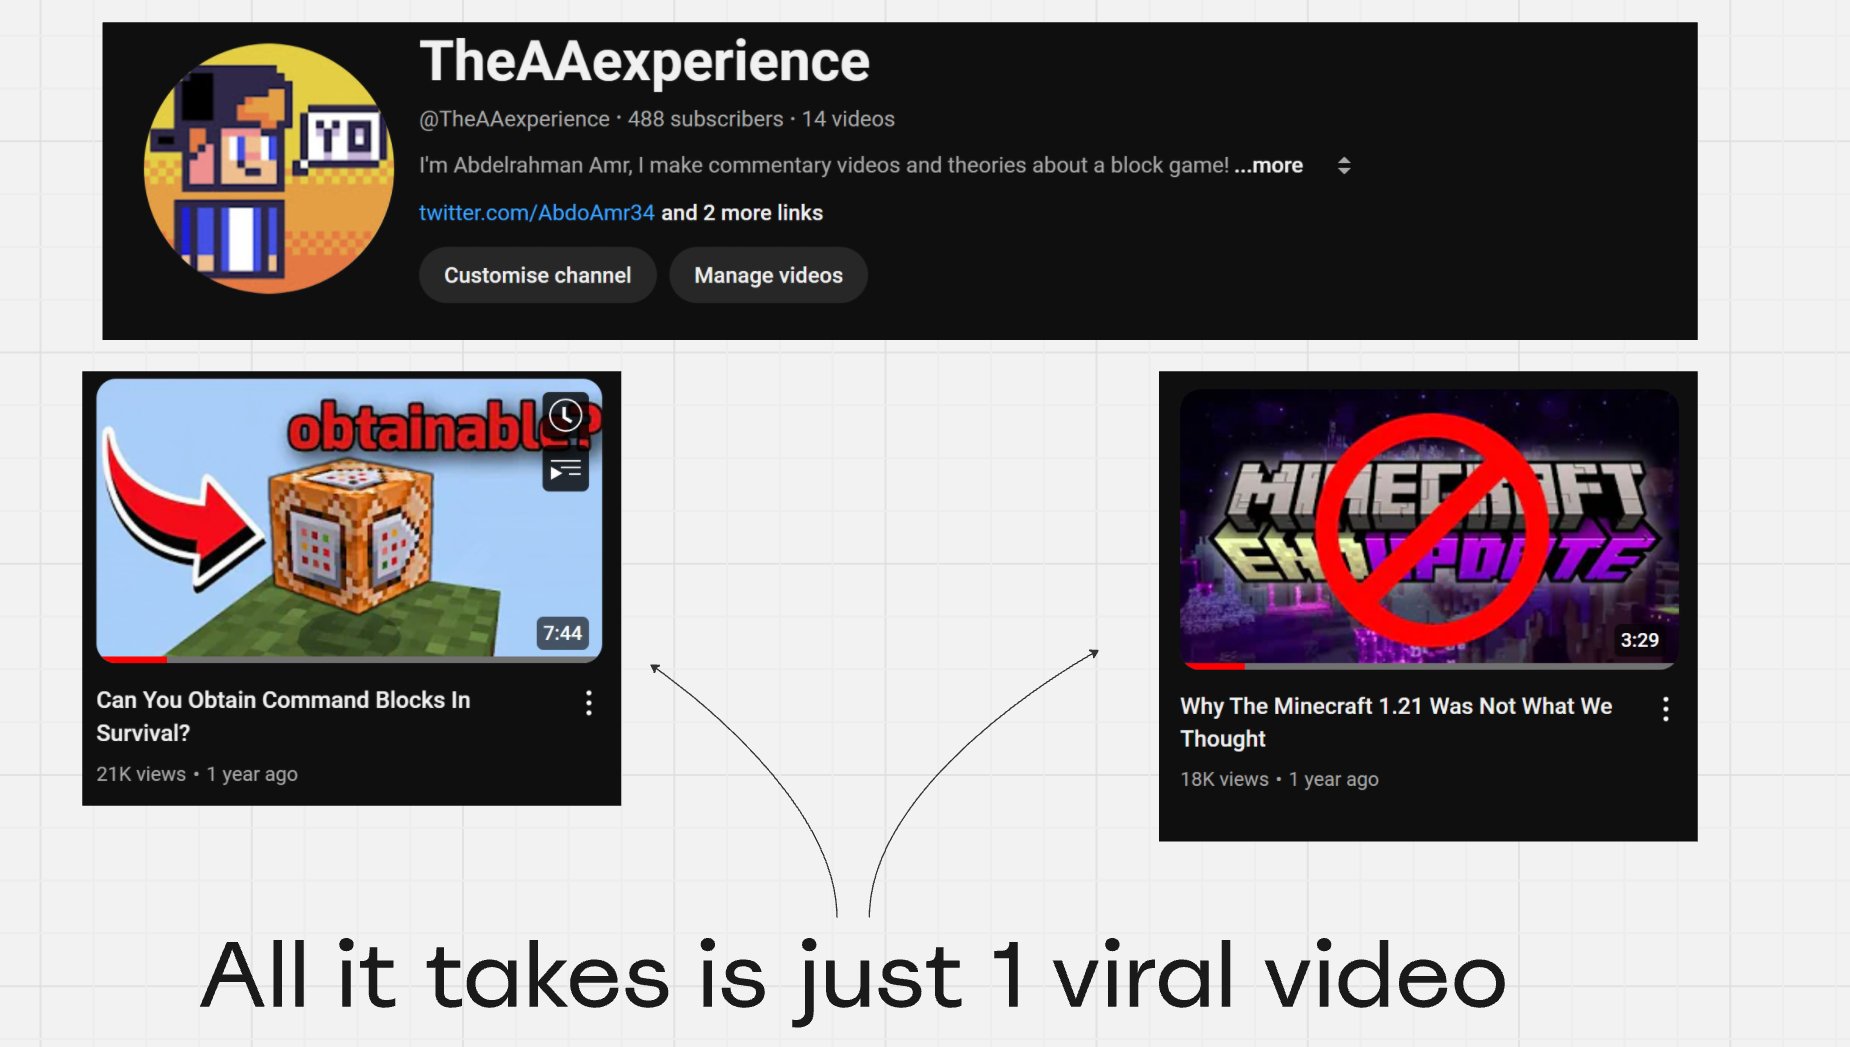 TheAAexperience
@TheAAexperience · 488 subscribers · 14 videos
YO
I'm Abdelrahman Amr, I make commentary videos and theories about a block game! ...more
twitter.com/AbdoAmr34 and 2 more links
Customise channel
Manage videos
obtainable?
7:44
Can You Obtain Command Blocks In
Survival?
21K views • 1 year ago
MINECRAFT
END UPDATE
3:29
Why The Minecraft 1.21 Was Not What We
Thought
18K views • 1 year ago
All it takes is just 1 viral video